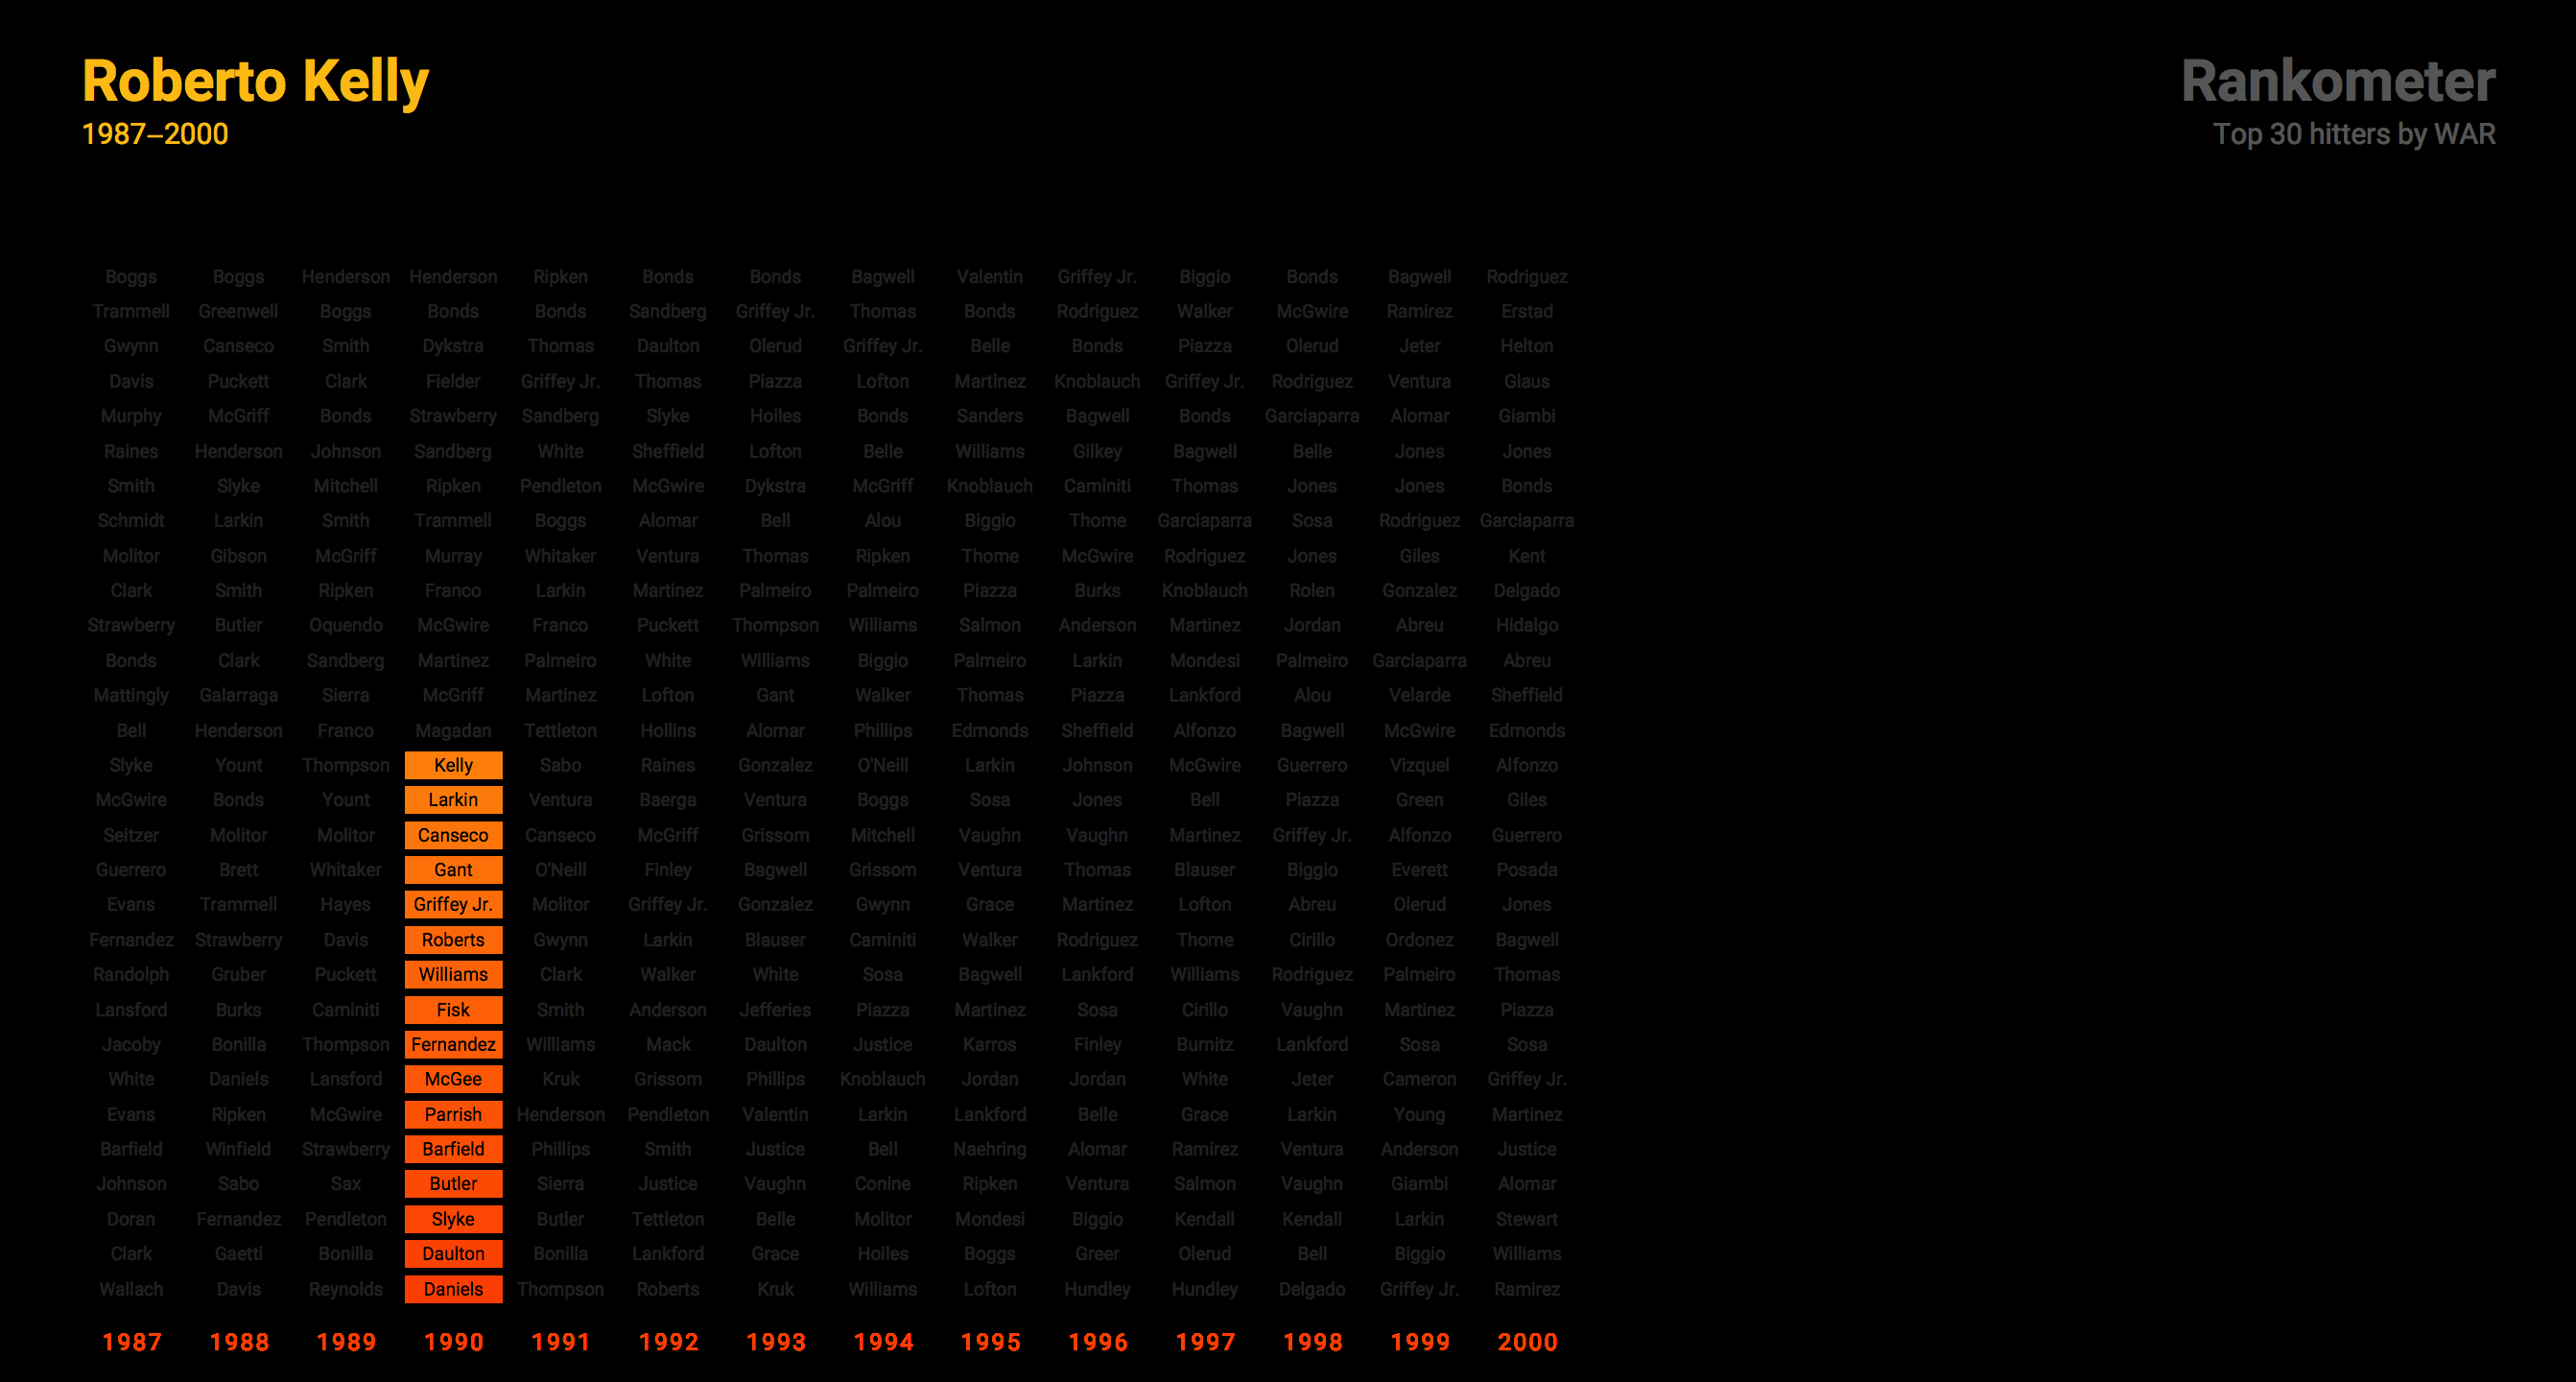 Roberto Kelly
1987–2000
Rankometer
Top 30 hitters by WAR
Boggs Boggs Henderson Henderson Ripken Bonds Bonds Bagwell Valentin Griffey Jr. Biggio Bonds Bagwell Rodriguez
Trammell Greenwell Boggs Bonds Bonds Sandberg Griffey Jr. Thomas Bonds Rodriguez Walker McGwire Ramirez Erstad
Gwynn Canseco Smith Dykstra Thomas Daulton Olerud Griffey Jr. Belle Bonds Piazza Olerud Jeter Helton
Davis Puckett Clark Fielder Griffey Jr. Thomas Piazza Lofton Martinez Knoblauch Griffey Jr. Rodriguez Ventura Glaus
Murphy McGriff Bonds Strawberry Sandberg Slyke Hoiles Bonds Sanders Bagwell Bonds Garciaparra Alomar Giambi
Raines Henderson Johnson Sandberg White Sheffield Lofton Belle Williams Gilkey Bagwell Belle Jones Jones
Smith Slyke Mitchell Ripken Pendleton McGwire Dykstra McGriff Knoblauch Caminiti Thomas Jones Jones Bonds
Schmidt Larkin Smith Trammell Boggs Alomar Bell Alou Biggio Thome Garciaparra Sosa Rodriguez Garciaparra
Molitor Gibson McGriff Murray Whitaker Ventura Thomas Ripken Thome McGwire Rodriguez Jones Giles Kent
Clark Smith Ripken Franco Larkin Martinez Palmeiro Palmeiro Piazza Burks Knoblauch Rolen Gonzalez Delgado
Strawberry Butler Oquendo McGwire Franco Puckett Thompson Williams Salmon Anderson Martinez Jordan Abreu Hidalgo
Bonds Clark Sandberg Martinez Palmeiro White Williams Biggio Palmeiro Larkin Mondesi Palmeiro Garciaparra Abreu
Mattingly Galarraga Sierra McGriff Martinez Lofton Gant Walker Thomas Piazza Lankford Alou Velarde Sheffield
Bell Henderson Franco Magadan Tettleton Hollins Alomar Phillips Edmonds Sheffield Alfonzo Bagwell McGwire Edmonds
Slyke Yount Thompson Kelly Sabo Raines Gonzalez O'Neill Larkin Johnson McGwire Guerrero Vizquel Alfonzo
McGwire Bonds Yount Larkin Ventura Baerga Ventura Boggs Sosa Jones Bell Piazza Green Giles
Seitzer Molitor Molitor Canseco Canseco McGriff Grissom Mitchell Vaughn Vaughn Martinez Griffey Jr. Alfonzo Guerrero
Guerrero Brett Whitaker Gant O'Neill Finley Bagwell Grissom Ventura Thomas Blauser Biggio Everett Posada
Evans Trammell Hayes Griffey Jr. Molitor Griffey Jr. Gonzalez Gwynn Grace Martinez Lofton Abreu Olerud Jones
Fernandez Strawberry Davis Roberts Gwynn Larkin Blauser Caminiti Walker Rodriguez Thome Cirillo Ordonez Bagwell
Randolph Gruber Puckett Williams Clark Walker White Sosa Bagwell Lankford Williams Rodriguez Palmeiro Thomas
Lansford Burks Caminiti Fisk Smith Anderson Jefferies Piazza Martinez Sosa Cirillo Vaughn Martinez Piazza
Jacoby Bonilla Thompson Fernandez Williams Mack Daulton Justice Karros Finley Burnitz Lankford Sosa Sosa
White Daniels Lansford McGee Kruk Grissom Phillips Knoblauch Jordan Jordan White Jeter Cameron Griffey Jr.
Evans Ripken McGwire Parrish Henderson Pendleton Valentin Larkin Lankford Belle Grace Larkin Young Martinez
Barfield Winfield Strawberry Barfield Phillips Smith Justice Bell Naehring Alomar Ramirez Ventura Anderson Justice
Johnson Sabo Sax Butler Sierra Justice Vaughn Conine Ripken Ventura Salmon Vaughn Giambi Alomar
Doran Fernandez Pendleton Slyke Butler Tettleton Belle Molitor Mondesi Biggio Kendall Kendall Larkin Stewart
Clark Gaetti Bonilla Daulton Bonilla Lankford Grace Hoiles Boggs Greer Olerud Bell Biggio Williams
Wallach Davis Reynolds Daniels Thompson Roberts Kruk Williams Lofton Hundley Hundley Delgado Griffey Jr. Ramirez
1987 1988 1989 1990 1991 1992 1993 1994 1995 1996 1997 1998 1999 2000